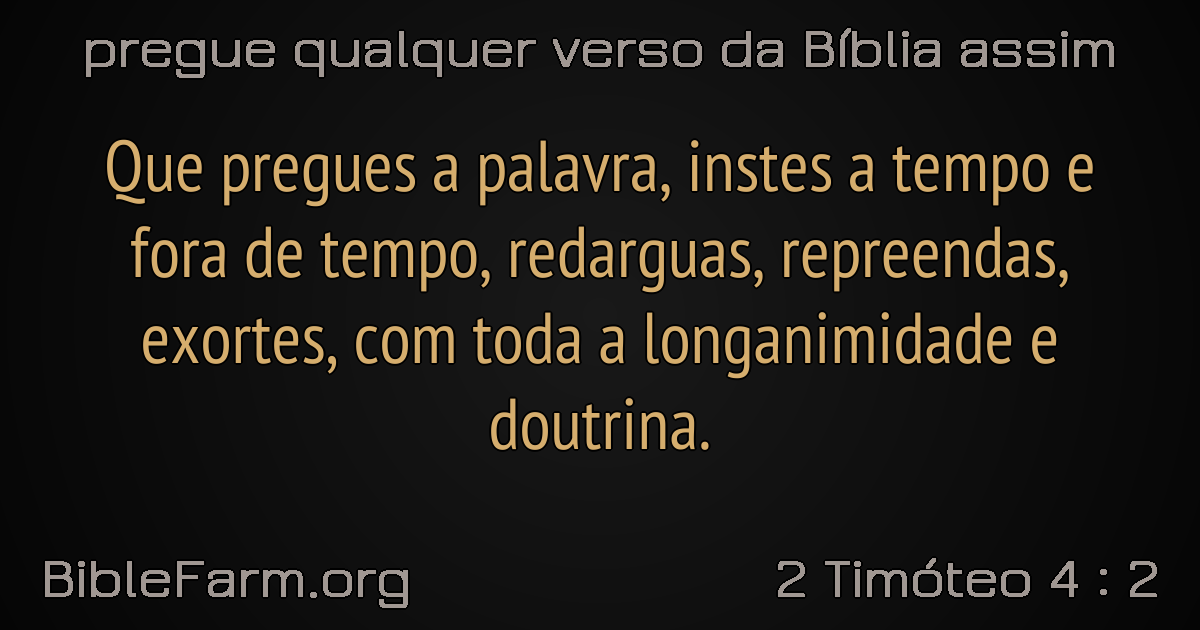 pregue qualquer verso da Bíblia assim
Que pregues a palavra, instes a tempo e
fora de tempo, redarguas, repreendas,
exortes, com toda a longanimidade e
doutrina.
BibleFarm.org
2 Timóteo 4 : 2